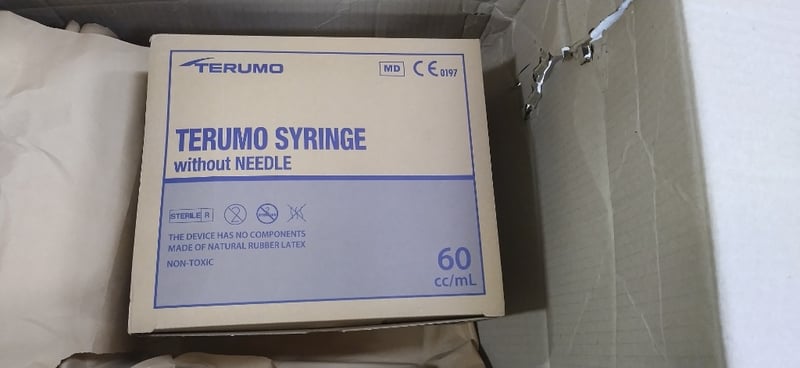 TERUMO
MD CE 0197
TERUMO SYRINGE
without NEEDLE
STERILE R
THE DEVICE HAS NO COMPONENTS
MADE OF NATURAL RUBBER LATEX
NON-TOXIC
60
cc/mL